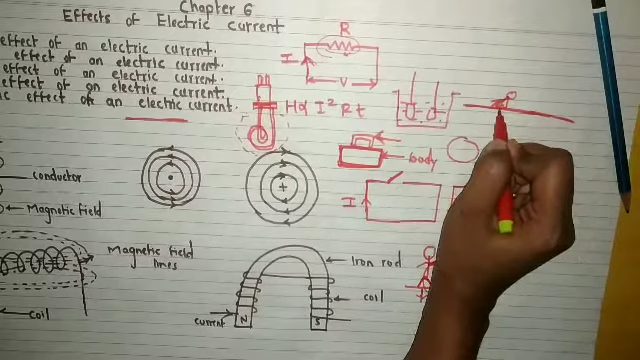 Chapter 6
Effects of Electric current
effect of an electric current.
effect of an electric current.
effect of an electric current.
effect of an electric current.
effect of an electric current.
R
I
V
H α I² R t
body
I
conductor
Magnetic field
Magnetic field lines
coil
Iron rod
coil
current
N
S